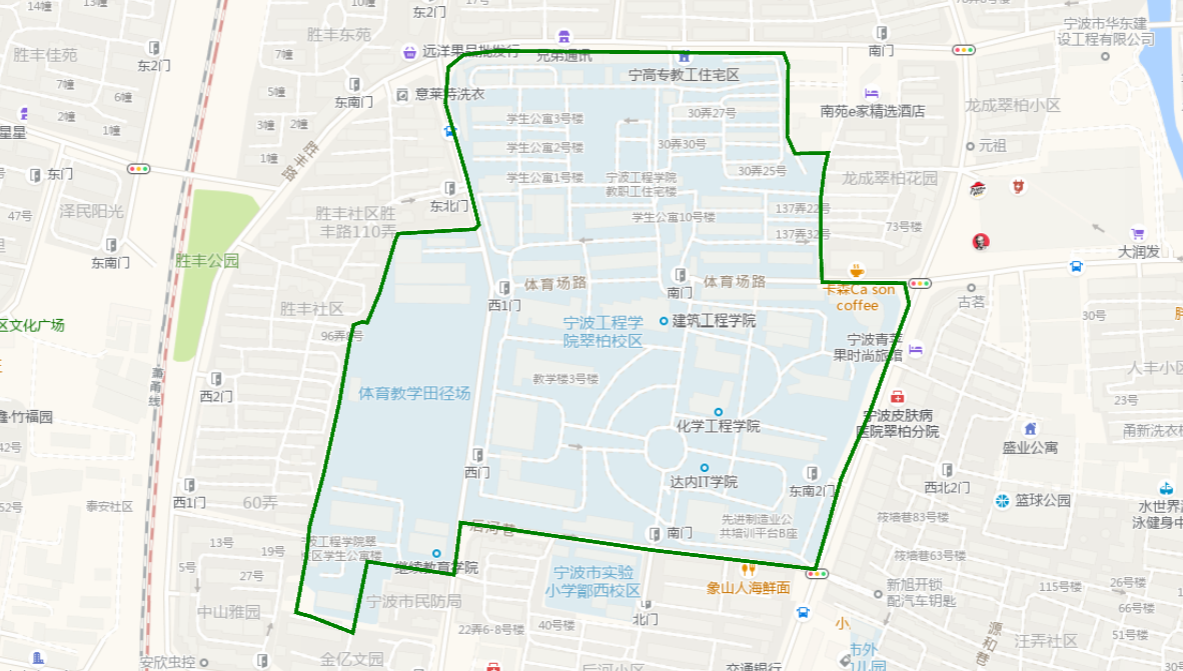 14幢
13幢
10幢
东2门
17号
胜丰佳苑
东2门
胜丰东苑
7幢
远洋果品批发行
兄弟通讯
宁高专教工住宅区
南门
宁波市华东建
设工程有限公司
7幢
6幢
5幢
东南门
意莱特洗衣
南苑e家精选酒店
龙成翠柏小区
星星
2幢
1幢
3幢
2幢
学生公寓3号楼
30弄27号
1幢
胜丰路
学生公寓2号楼
30弄30号
元祖
东门
学生公寓1号楼
宁波工程学院
教职工住宅楼
30弄25号
龙成翠柏花园
47号
泽民阳光
东北门
胜丰社区胜
丰路110弄
学生公寓10号楼
137弄22号
73号楼
137弄32号
大润发
东南门
胜丰公园
体育场路
南门
体育场路
卡森Ca son
coffee
西1门
古茗
胜丰社区
区文化广场
96弄8号
宁波工程学
院翠柏校区
建筑工程学院
30号
宁波青苹
果时尚旅馆
萧甬线
西2门
体育教学田径场
教学楼3号楼
人丰小区
23号
鑫·竹福园
化学工程学院
宁波皮肤病
医院翠柏分院
甬新洗衣楼
42号
盛业公寓
西门
达内IT学院
东南2门
西北2门
西1门
60弄
篮球公园
52号
泰安社区
水世界游
泳健身中
后河巷
南门
先进制造业公
共培训平台B座
筱墙巷83号楼
13号
19号
波工程学院翠
柏校区学生公寓楼
筱墙巷63号楼
5号
27号
继续教育学院
宁波市实验
小学鄞西校区
象山人海鲜面
新旭开锁
配汽车钥匙
115号楼
26号楼
中山雅园
宁波市民防局
66号楼
北门
22弄6-8号楼
40号楼
小
源和巷
汪弄社区
51号楼
安欣虫控
金亿文园
后河小区
交通银行
市外
儿园
30号